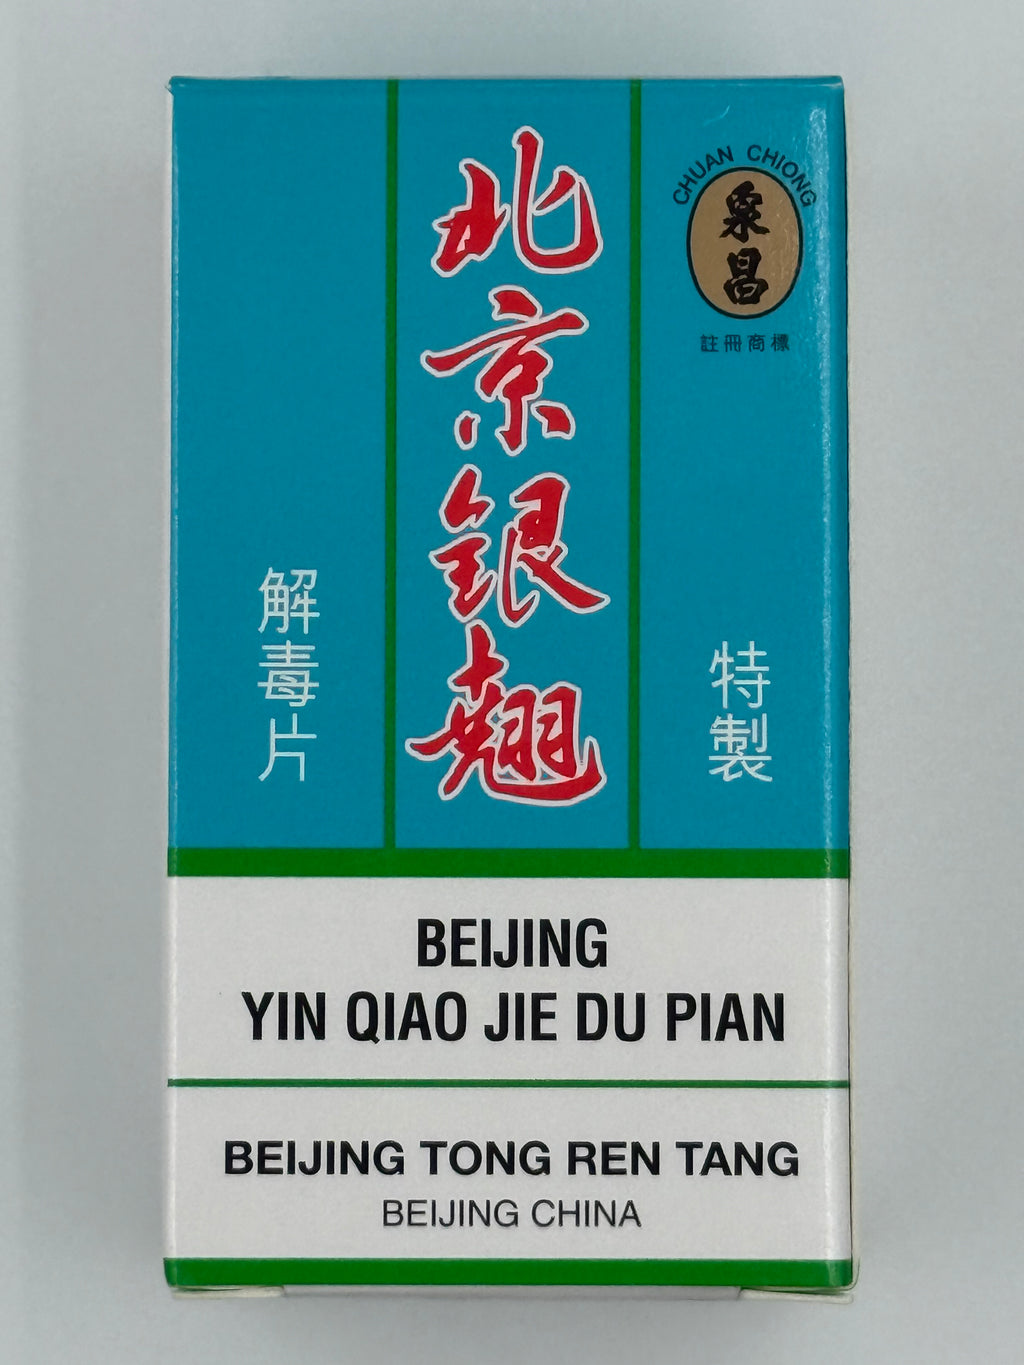 CHUAN CHIONG
泉昌
註冊商標
特製
北京銀翹
解毒片
BEIJING
YIN QIAO JIE DU PIAN
BEIJING TONG REN TANG
BEIJING CHINA